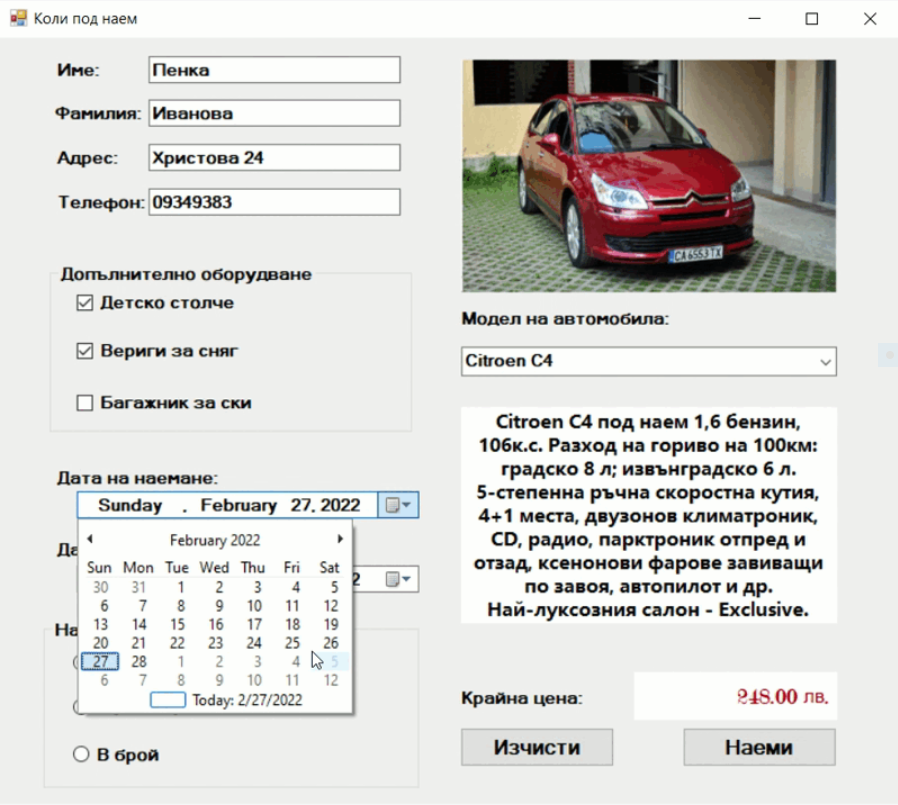 Коли под наем
Име:
Пенка
Фамилия:
Иванова
Адрес:
Христова 24
Телефон:
09349383
Допълнително оборудване
Детско столче
Вериги за сняг
Багажник за ски
Дата на наемане:
Sunday , February 27, 2022
February 2022
Sun Mon Tue Wed Thu Fri Sat
30 31 1 2 3 4 5
6 7 8 9 10 11 12
13 14 15 16 17 18 19
20 21 22 23 24 25 26
27 28 1 2 3 4 5
6 7 8 9 10 11 12
Today: 2/27/2022
В брой
CA 6553 TX
Модел на автомобила:
Citroen C4
Citroen C4 под наем 1,6 бензин,
106к.с. Разход на гориво на 100км:
градско 8 л; извънградско 6 л.
5-степенна ръчна скоростна кутия,
4+1 места, двузонов климатроник,
CD, радио, парктроник отпред и
отзад, ксенонови фарове завиващи
по завоя, автопилот и др.
Най-луксозния салон - Exclusive.
Крайна цена:
248.00 лв.
Изчисти
Наеми